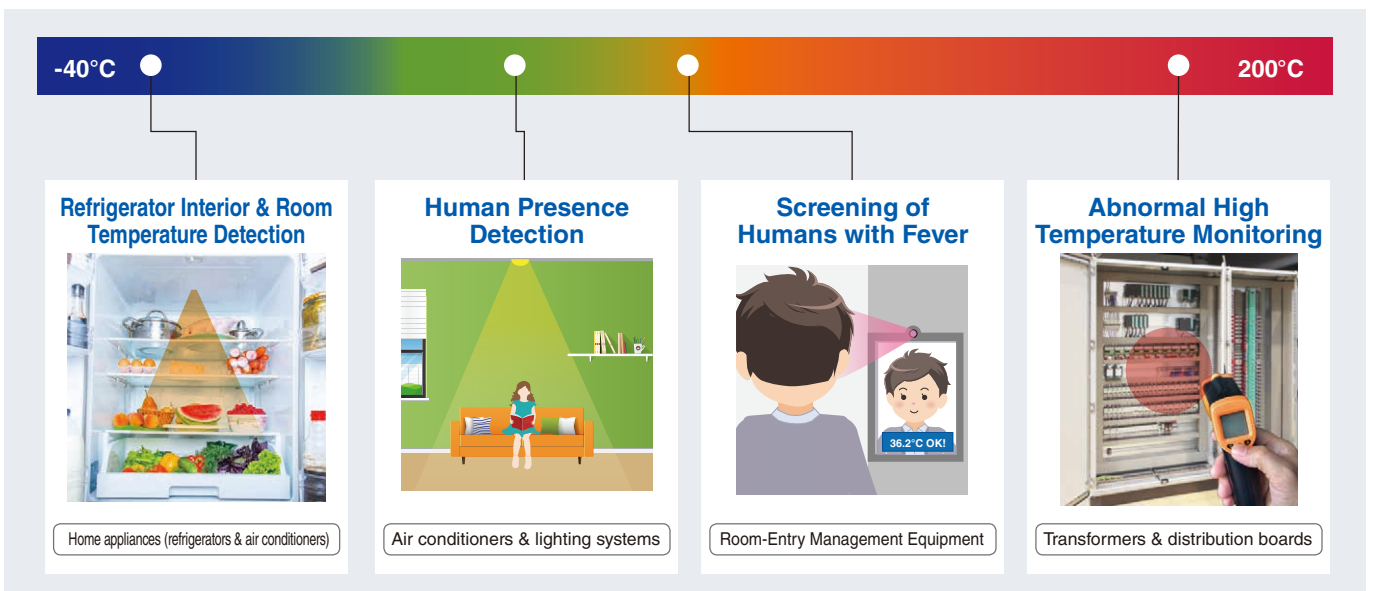 -40°C
200°C
Refrigerator Interior & Room
Temperature Detection
Home appliances (refrigerators & air conditioners)
Human Presence
Detection
Air conditioners & lighting systems
Screening of
Humans with Fever
36.2°C OK!
Room-Entry Management Equipment
Abnormal High
Temperature Monitoring
Transformers & distribution boards